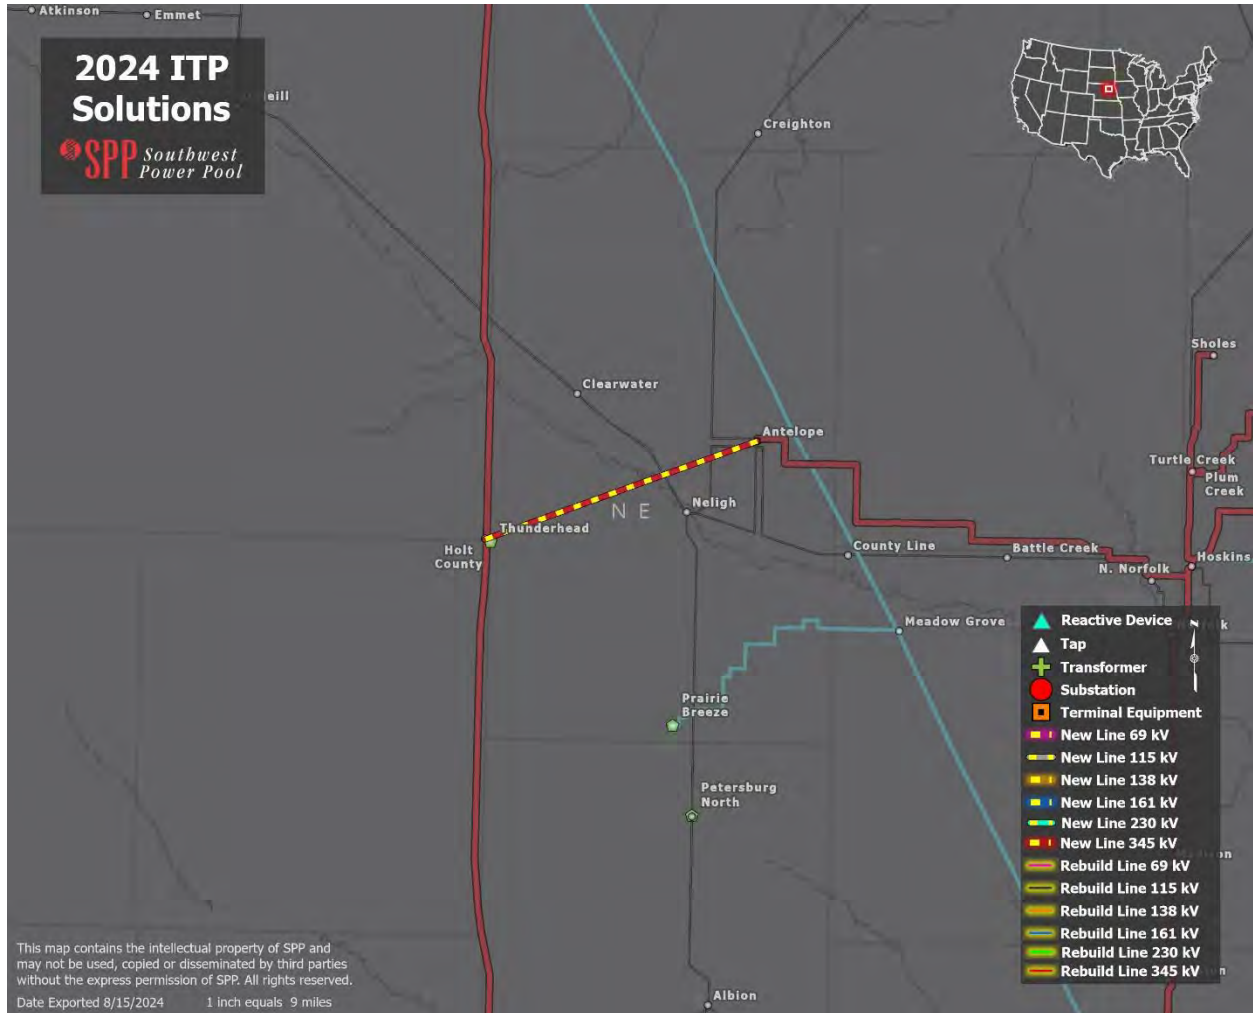 Atkinson
Emmet
2024 ITP
Solutions
SPP Southwest
Power Pool
eill
Creighton
Sholes
Clearwater
Antelope
Turtle Creek
Plum
Creek
Neligh
N E
Thunderhead
Holt
County
County Line
Battle Creek
Hoskins
N. Norfolk
Meadow Grove
Prairie
Breeze
Petersburg
North
Albion
N
Reactive Device
Tap
Transformer
Substation
Terminal Equipment
New Line 69 kV
New Line 115 kV
New Line 138 kV
New Line 161 kV
New Line 230 kV
New Line 345 kV
Rebuild Line 69 kV
Rebuild Line 115 kV
Rebuild Line 138 kV
Rebuild Line 161 kV
Rebuild Line 230 kV
Rebuild Line 345 kV
This map contains the intellectual property of SPP and
may not be used, copied or disseminated by third parties
without the express permission of SPP. All rights reserved.
Date Exported 8/15/2024 1 inch equals 9 miles